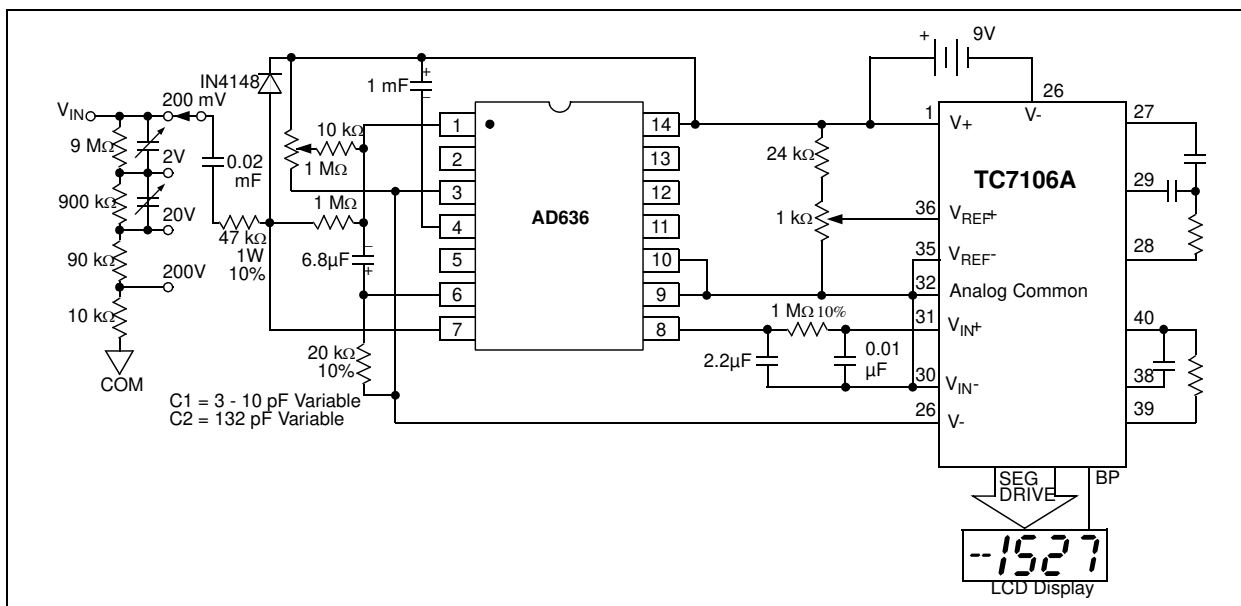 9V
+
26
V-
IN4148
1 mF
+
–
VIN
200 mV
9 MΩ
2V
900 kΩ
20V
90 kΩ
200V
10 kΩ
COM
0.02
mF
47 kΩ
1W
10%
10 kΩ
1 MΩ
1 MΩ
6.8µF
–
+
20 kΩ
10%
C1 = 3 - 10 pF Variable
C2 = 132 pF Variable
1
2
3
4
5
6
7
AD636
14
13
12
11
10
9
8
24 kΩ
1 kΩ
1 MΩ 10%
2.2µF
0.01
µF
1
V+
36
VREF+
35
VREF-
32
Analog Common
31
VIN+
30
VIN-
26
V-
TC7106A
27
29
28
40
38
39
SEG
DRIVE
BP
--1527
LCD Display